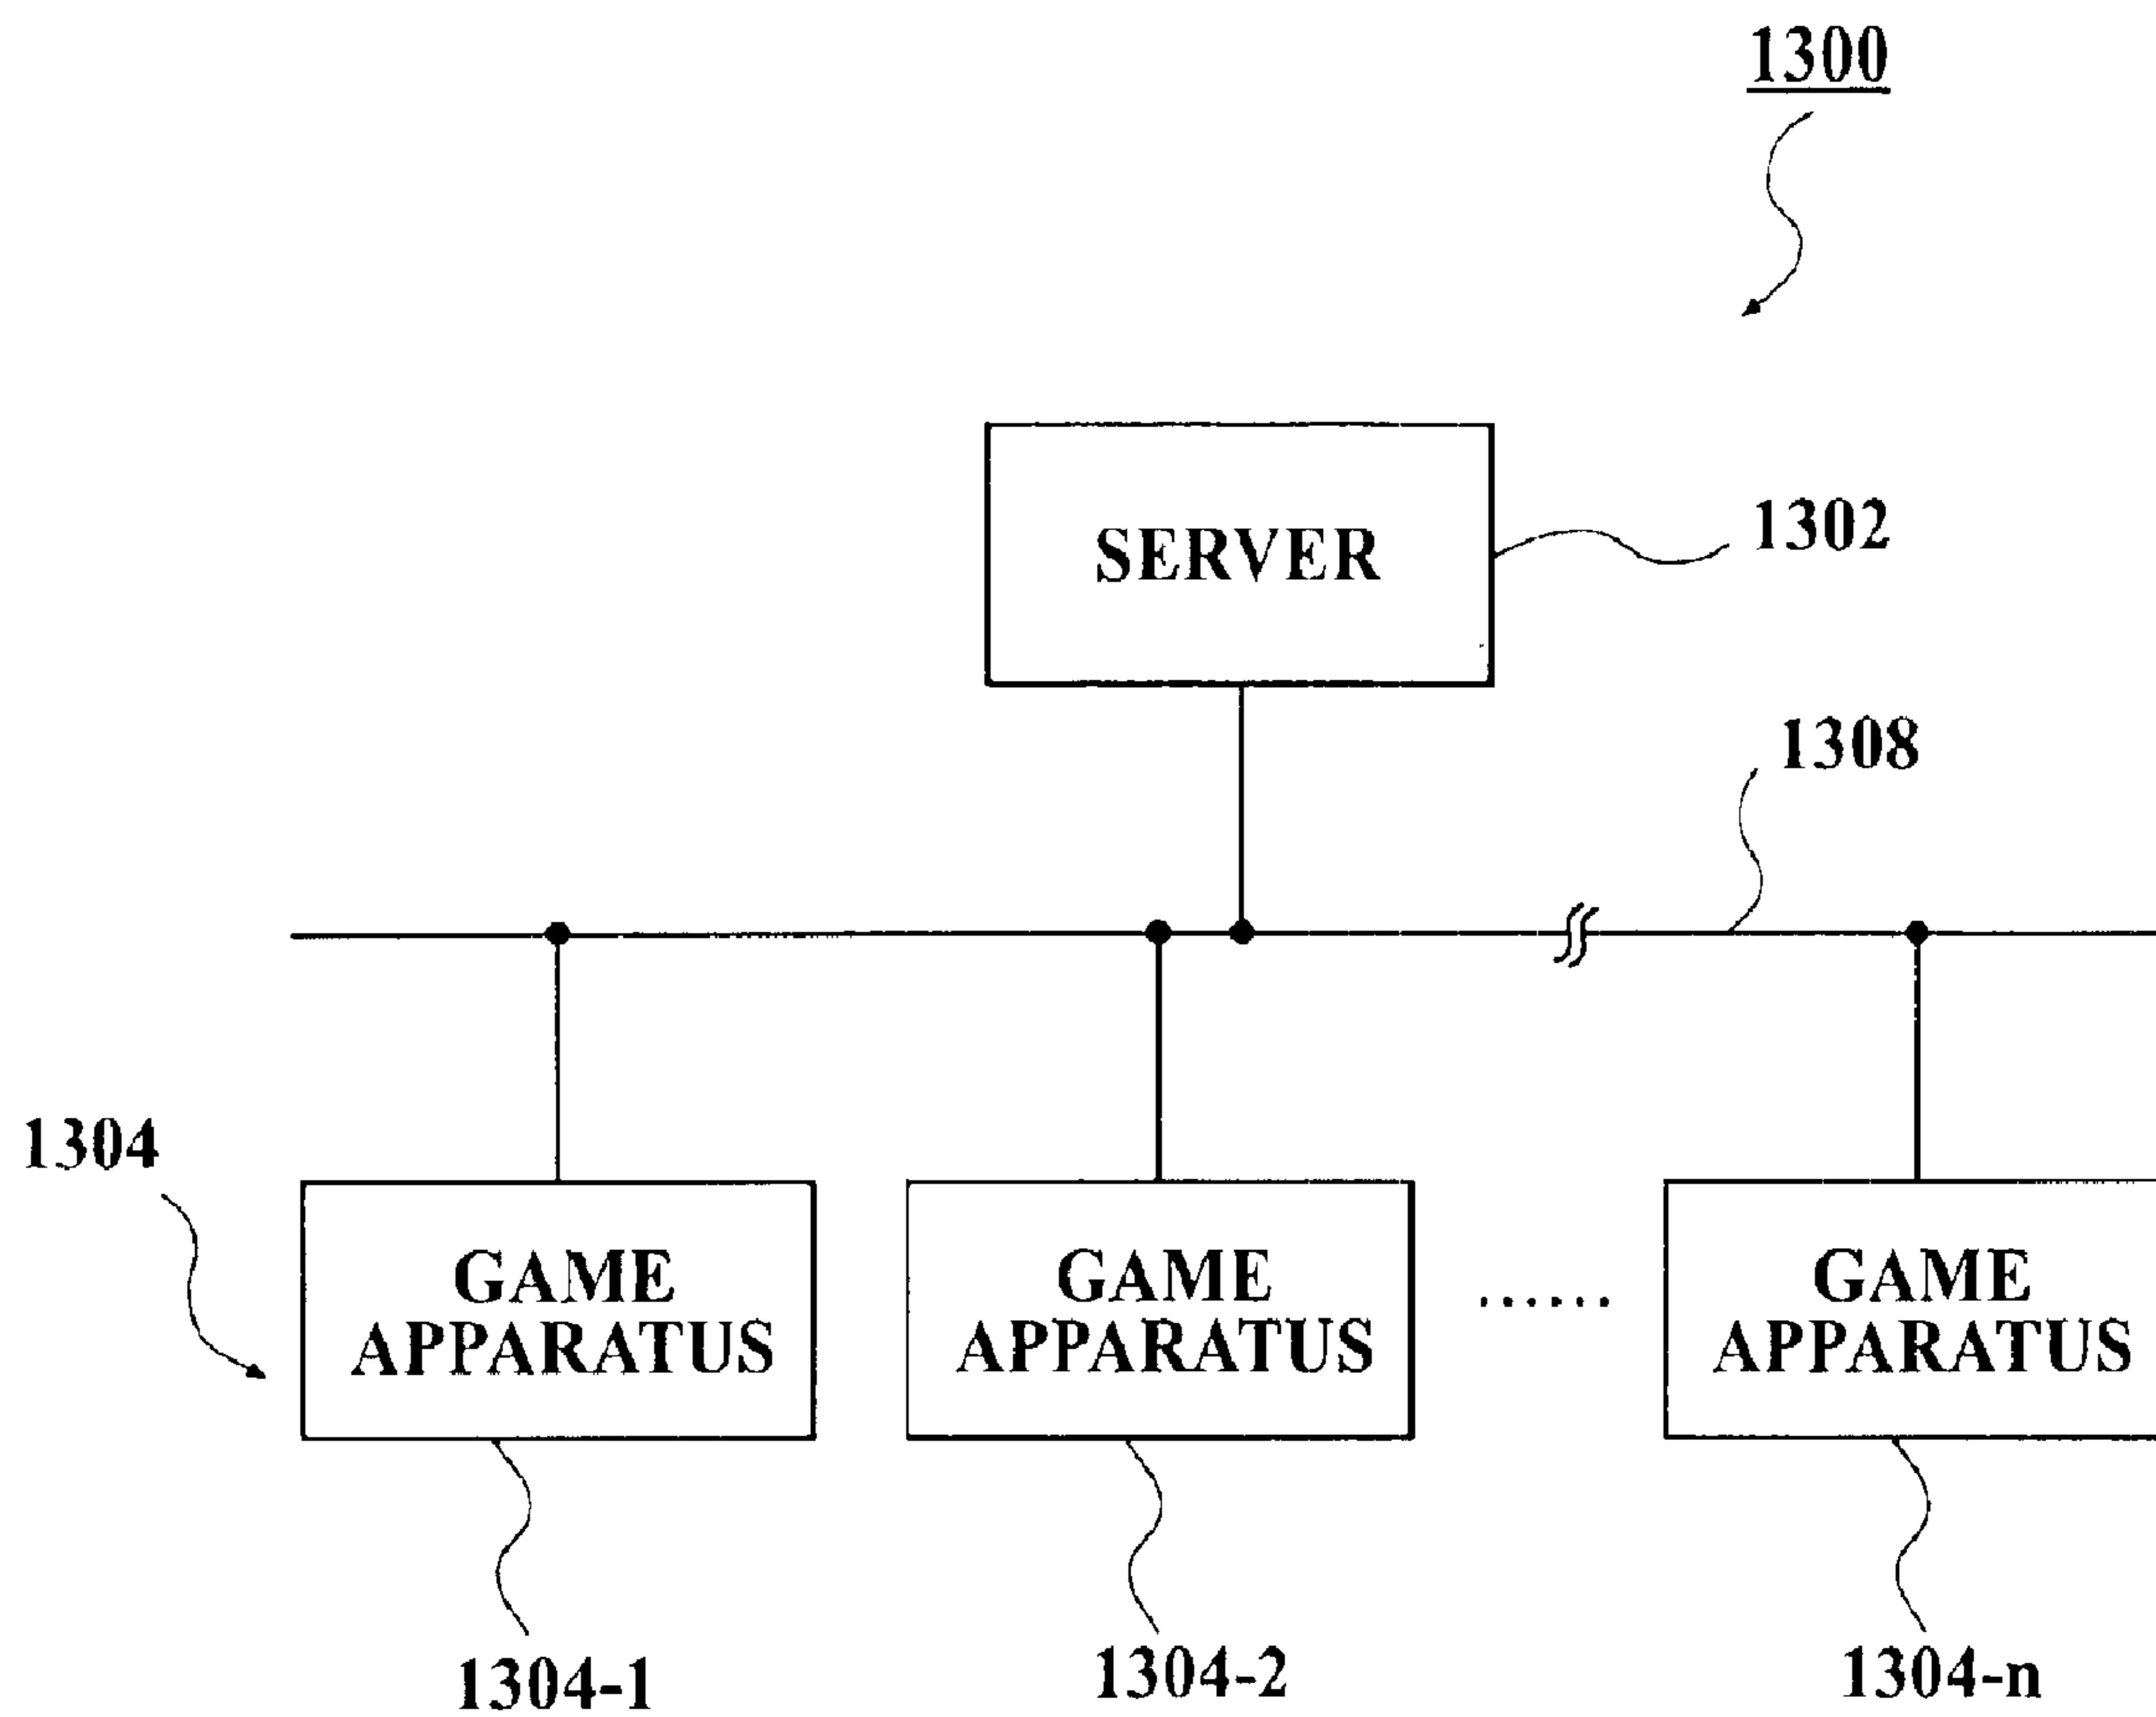 1300
SERVER
1302
1308
1304
GAME
APPARATUS
GAME
APPARATUS
......
GAME
APPARATUS
1304-1
1304-2
1304-n